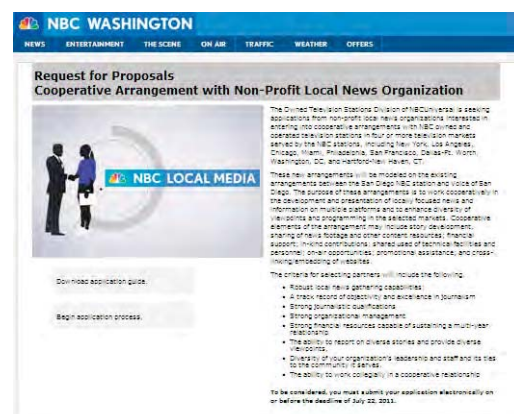 NBC WASHINGTON
NEWS ENTERTAINMENT THE SCENE ON AIR TRAFFIC WEATHER OFFERS
Request for Proposals
Cooperative Arrangement with Non-Profit Local News Organization
NBC LOCAL MEDIA
Download application guide.
Begin application process.
The Owned Television Stations Division of NBCUniversal is seeking
applications from non-profit local news organizations interested in
entering into cooperative arrangements with NBC owned and
operated television stations in four or more television markets
served by the NBC stations, including New York, Los Angeles,
Chicago, Miami, Philadelphia, San Francisco, Dallas-Ft. Worth,
Washington, DC, and Hartford-New Haven, CT.
These new arrangements will be modeled on the existing
arrangements between the San Diego NBC station and Voice of San
Diego. The purpose of these arrangements is to work cooperatively in
the development and presentation of locally focused news and
information on multiple platforms and to enhance diversity of
viewpoints and programming in the selected markets. Cooperative
elements of the arrangement may include story development,
sharing of news footage and other content resources; financial
support; in-kind contributions; shared used of technical facilities and
personnel; on-air opportunities; promotional assistance; and cross-
linking/embedding of websites.
The criteria for selecting partners will include the following:
• Robust local news gathering capabilities;
• A track record of objectivity and excellence in journalism
• Strong journalistic qualifications
• Strong organizational management
• Strong financial resources capable of sustaining a multi-year
relationship
• The ability to report on diverse stories and provide diverse
viewpoints.
• Diversity of your organization's leadership and staff and its ties
to the community it serves.
• The ability to work collegially in a cooperative relationship
To be considered, you must submit your application electronically on
or before the deadline of July 22, 2011.